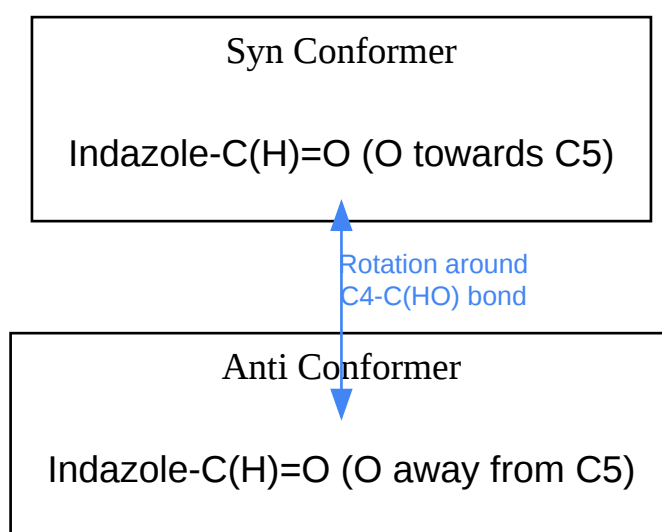 Syn Conformer
Indazole-C(H)=O (O towards C5)
Rotation around
C4-C(HO) bond
Anti Conformer
Indazole-C(H)=O (O away from C5)